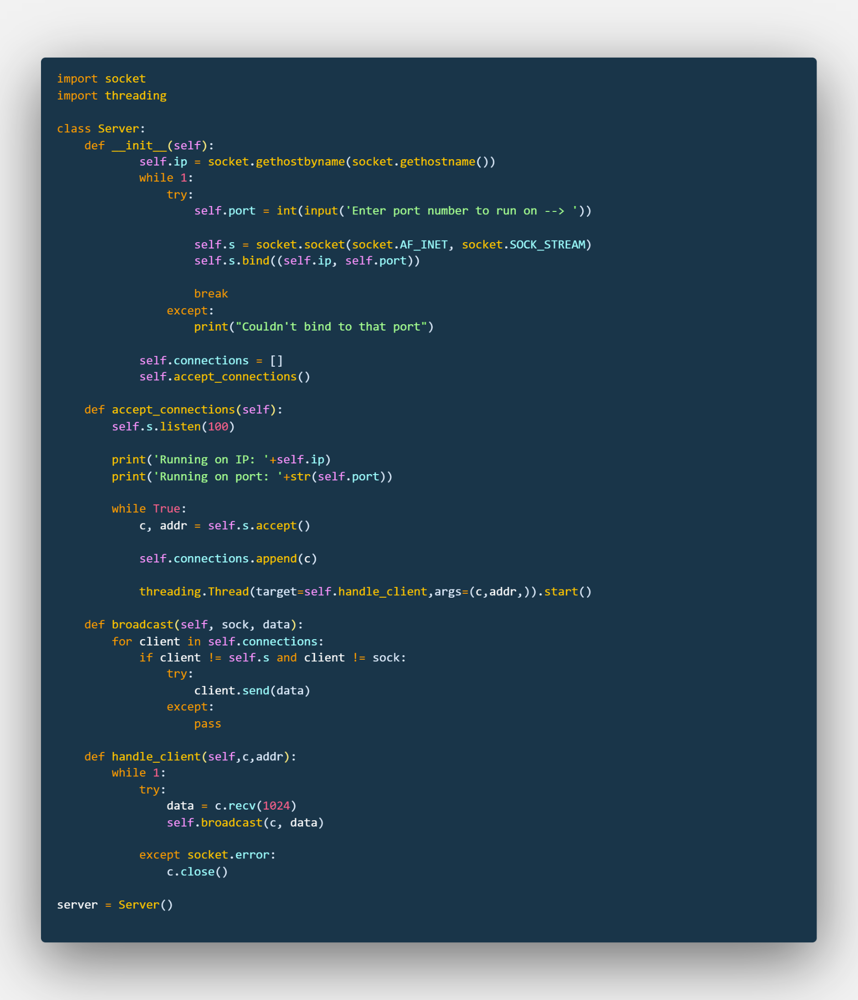 import socket
import threading

class Server:
    def __init__(self):
            self.ip = socket.gethostbyname(socket.gethostname())
            while 1:
                try:
                    self.port = int(input('Enter port number to run on --> '))

                    self.s = socket.socket(socket.AF_INET, socket.SOCK_STREAM)
                    self.s.bind((self.ip, self.port))

                    break
                except:
                    print("Couldn't bind to that port")

            self.connections = []
            self.accept_connections()

    def accept_connections(self):
        self.s.listen(100)

        print('Running on IP: '+self.ip)
        print('Running on port: '+str(self.port))

        while True:
            c, addr = self.s.accept()

            self.connections.append(c)

            threading.Thread(target=self.handle_client,args=(c,addr,)).start()

    def broadcast(self, sock, data):
        for client in self.connections:
            if client != self.s and client != sock:
                try:
                    client.send(data)
                except:
                    pass

    def handle_client(self,c,addr):
        while 1:
            try:
                data = c.recv(1024)
                self.broadcast(c, data)

            except socket.error:
                c.close()

server = Server()